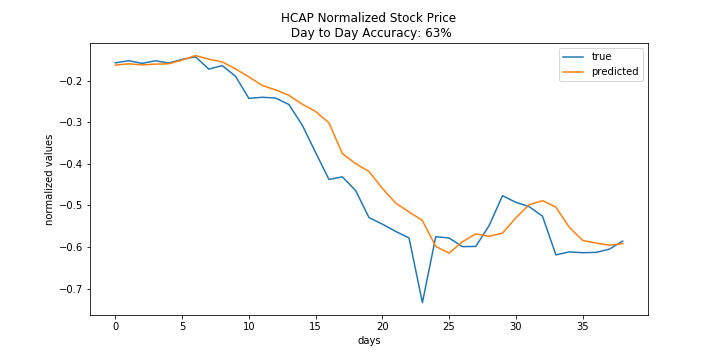 HCAP Normalized Stock Price
Day to Day Accuracy: 63%
true
predicted
normalized values
−0.2
−0.3
−0.4
−0.5
−0.6
−0.7
0 5 10 15 20 25 30 35
days